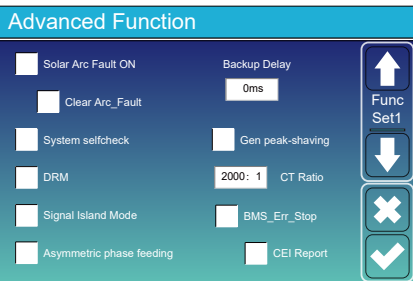 Advanced Function
Solar Arc Fault ON
Backup Delay
0ms
Clear Arc_Fault
Func
Set1
System selfcheck
Gen peak-shaving
DRM
2000: 1
CT Ratio
Signal Island Mode
BMS_Err_Stop
Asymmetric phase feeding
CEI Report